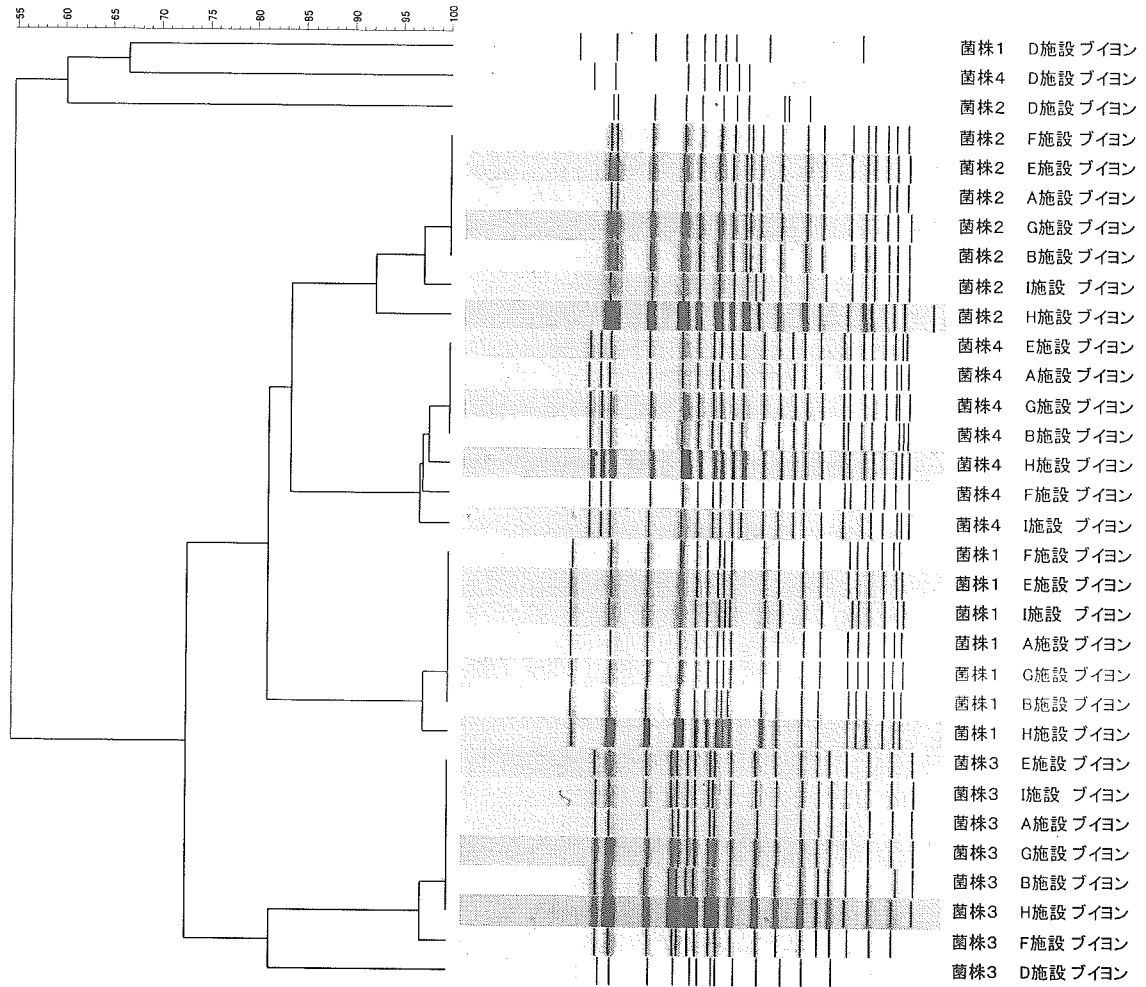 55 60 65 70 75 80 85 90 95 100
菌株1 D施設 ブイヨン
菌株4 D施設 ブイヨン
菌株2 D施設 ブイヨン
菌株2 F施設 ブイヨン
菌株2 E施設 ブイヨン
菌株2 A施設 ブイヨン
菌株2 G施設 ブイヨン
菌株2 B施設 ブイヨン
菌株2 I施設 ブイヨン
菌株2 H施設 ブイヨン
菌株4 E施設 ブイヨン
菌株4 A施設 ブイヨン
菌株4 G施設 ブイヨン
菌株4 B施設 ブイヨン
菌株4 H施設 ブイヨン
菌株4 F施設 ブイヨン
菌株4 I施設 ブイヨン
菌株1 F施設 ブイヨン
菌株1 E施設 ブイヨン
菌株1 I施設 ブイヨン
菌株1 A施設 ブイヨン
菌株1 G施設 ブイヨン
菌株1 B施設 ブイヨン
菌株1 H施設 ブイヨン
菌株3 E施設 ブイヨン
菌株3 I施設 ブイヨン
菌株3 A施設 ブイヨン
菌株3 G施設 ブイヨン
菌株3 B施設 ブイヨン
菌株3 H施設 ブイヨン
菌株3 F施設 ブイヨン
菌株3 D施設 ブイヨン